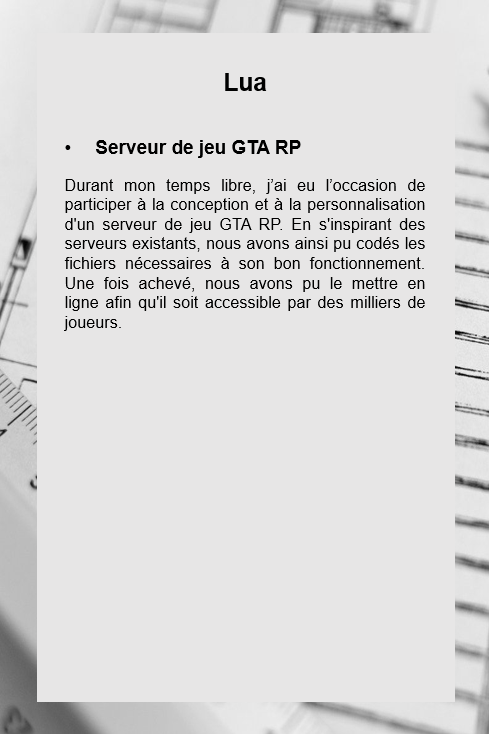 Lua
• Serveur de jeu GTA RP
Durant mon temps libre, j’ai eu l’occasion de
participer à la conception et à la personnalisation
d'un serveur de jeu GTA RP. En s'inspirant des
serveurs existants, nous avons ainsi pu codés les
fichiers nécessaires à son bon fonctionnement.
Une fois achevé, nous avons pu le mettre en
ligne afin qu'il soit accessible par des milliers de
joueurs.